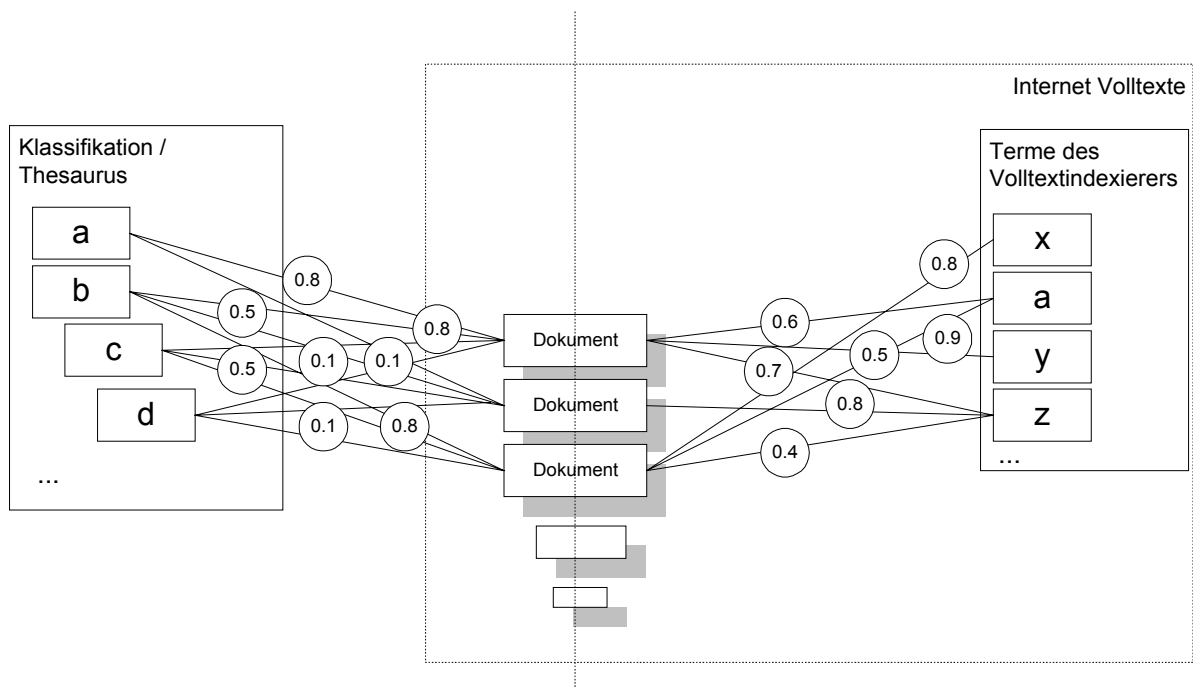 Internet Volltexte
Klassifikation /
Thesaurus
a
b
c
d
...
0.8
0.5
0.8
0.1
0.1
0.5
0.1
0.8
Dokument
Dokument
Dokument
0.8
0.6
0.9
0.5
0.7
0.8
0.4
Terme des
Volltextindexierers
x
a
y
z
...